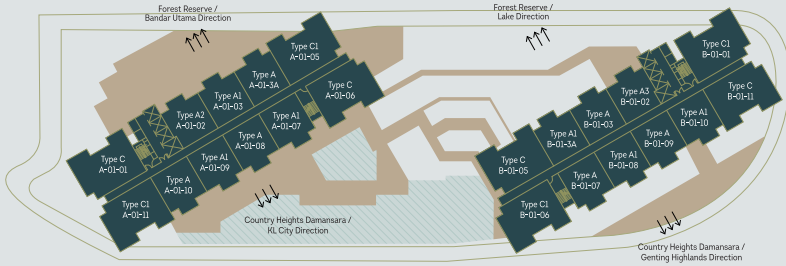 Forest Reserve /
Bandar Utama Direction
Forest Reserve /
Lake Direction
Type C1
A-01-05
Type A
A-01-3A
Type A1
A-01-03
Type A2
A-01-02
Type C
A-01-01
Type C
A-01-06
Type A1
A-01-07
Type A
A-01-08
Type A1
A-01-09
Type A
A-01-10
Type C1
A-01-11
Type C1
B-01-01
Type A3
B-01-02
Type A
B-01-03
Type A1
B-01-3A
Type C
B-01-05
Type C
B-01-11
Type A1
B-01-10
Type A
B-01-09
Type A1
B-01-08
Type A
B-01-07
Type C1
B-01-06
Country Heights Damansara /
KL City Direction
Country Heights Damansara /
Genting Highlands Direction